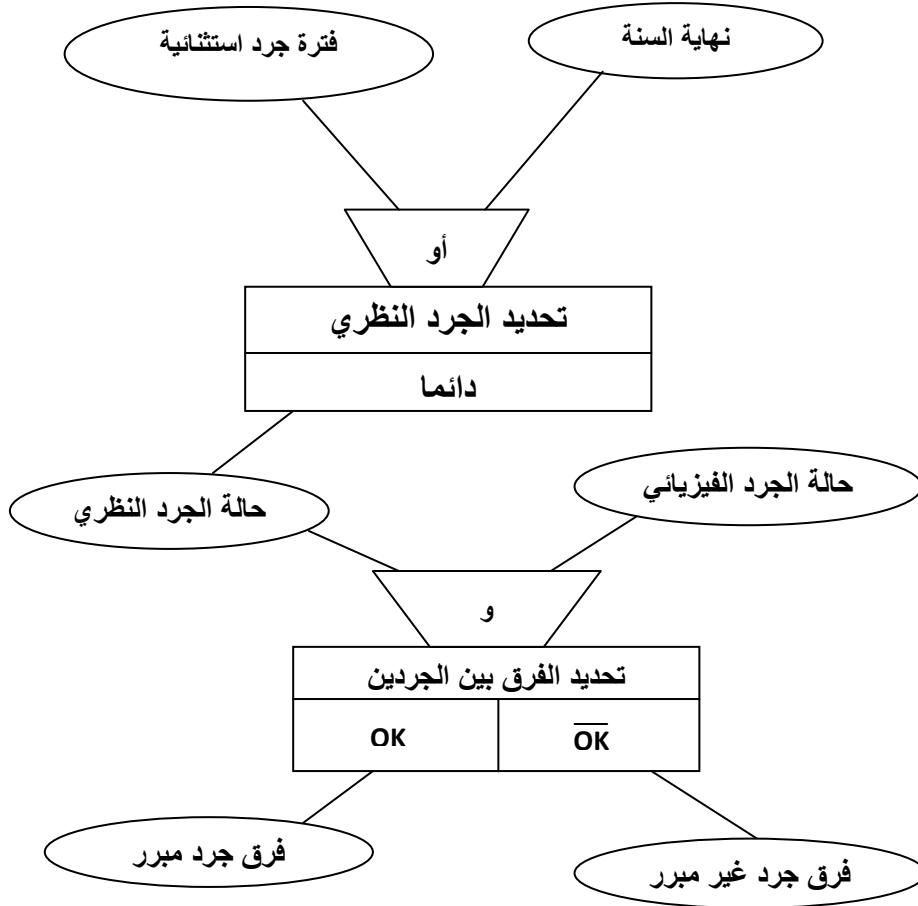 نهاية السنة
فترة جرد استثنائية
أو
تحديد الجرد النظري
دائما
حالة الجرد الفيزيائي
حالة الجرد النظري
و
تحديد الفرق بين الجردين
OK
O̅K̅
فرق جرد مبرر
فرق جرد غير مبرر